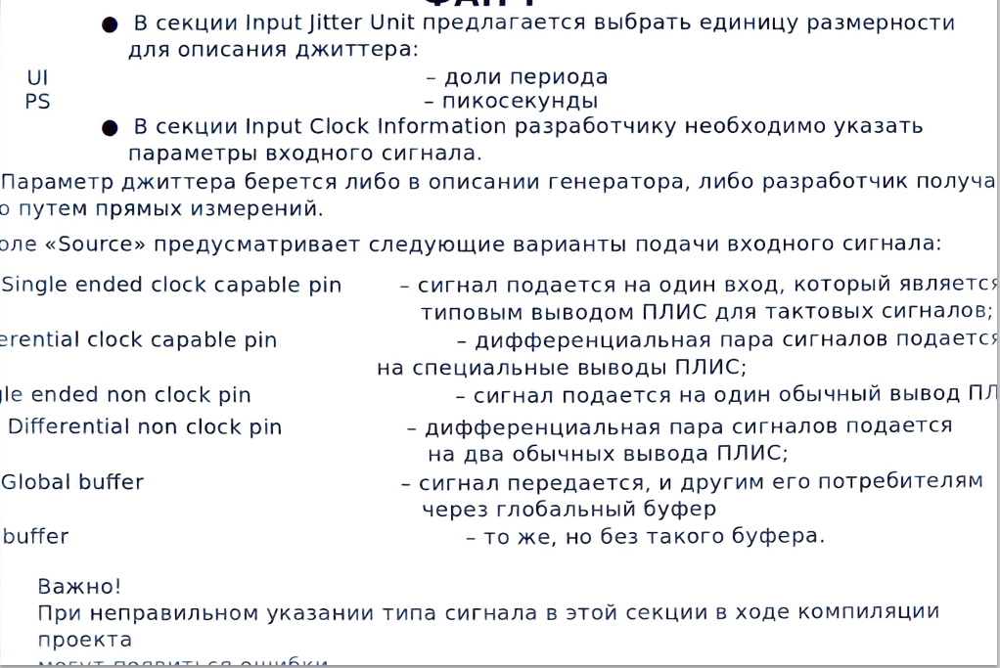 ● В секции Input Jitter Unit предлагается выбрать единицу размерности
для описания джиттера:
UI – доли периода
PS – пикосекунды
● В секции Input Clock Information разработчику необходимо указать
параметры входного сигнала.
Параметр джиттера берется либо в описании генератора, либо разработчик получа
о путем прямых измерений.
оле «Source» предусматривает следующие варианты подачи входного сигнала:
Single ended clock capable pin – сигнал подается на один вход, который является
типовым выводом ПЛИС для тактовых сигналов;
erential clock capable pin – дифференциальная пара сигналов подается
на специальные выводы ПЛИС;
gle ended non clock pin – сигнал подается на один обычный вывод ПЛ
Differential non clock pin – дифференциальная пара сигналов подается
на два обычных вывода ПЛИС;
Global buffer – сигнал передается, и другим его потребителям
через глобальный буфер
buffer – то же, но без такого буфера.
Важно!
При неправильном указании типа сигнала в этой секции в ходе компиляции
проекта
могут появиться ошибки